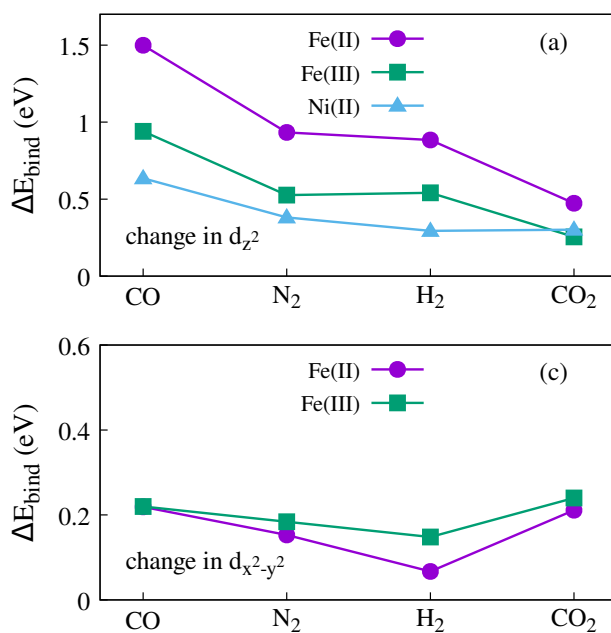 Fe(II)
(a)
1.5
Fe(III)
Ni(II)
1
ΔE_bind (eV)
0.5
change in d_z²
0
CO N₂ H₂ CO₂
0.6
Fe(II)
(c)
Fe(III)
0.4
ΔE_bind (eV)
0.2
change in d_x²-y²
0
CO N₂ H₂ CO₂